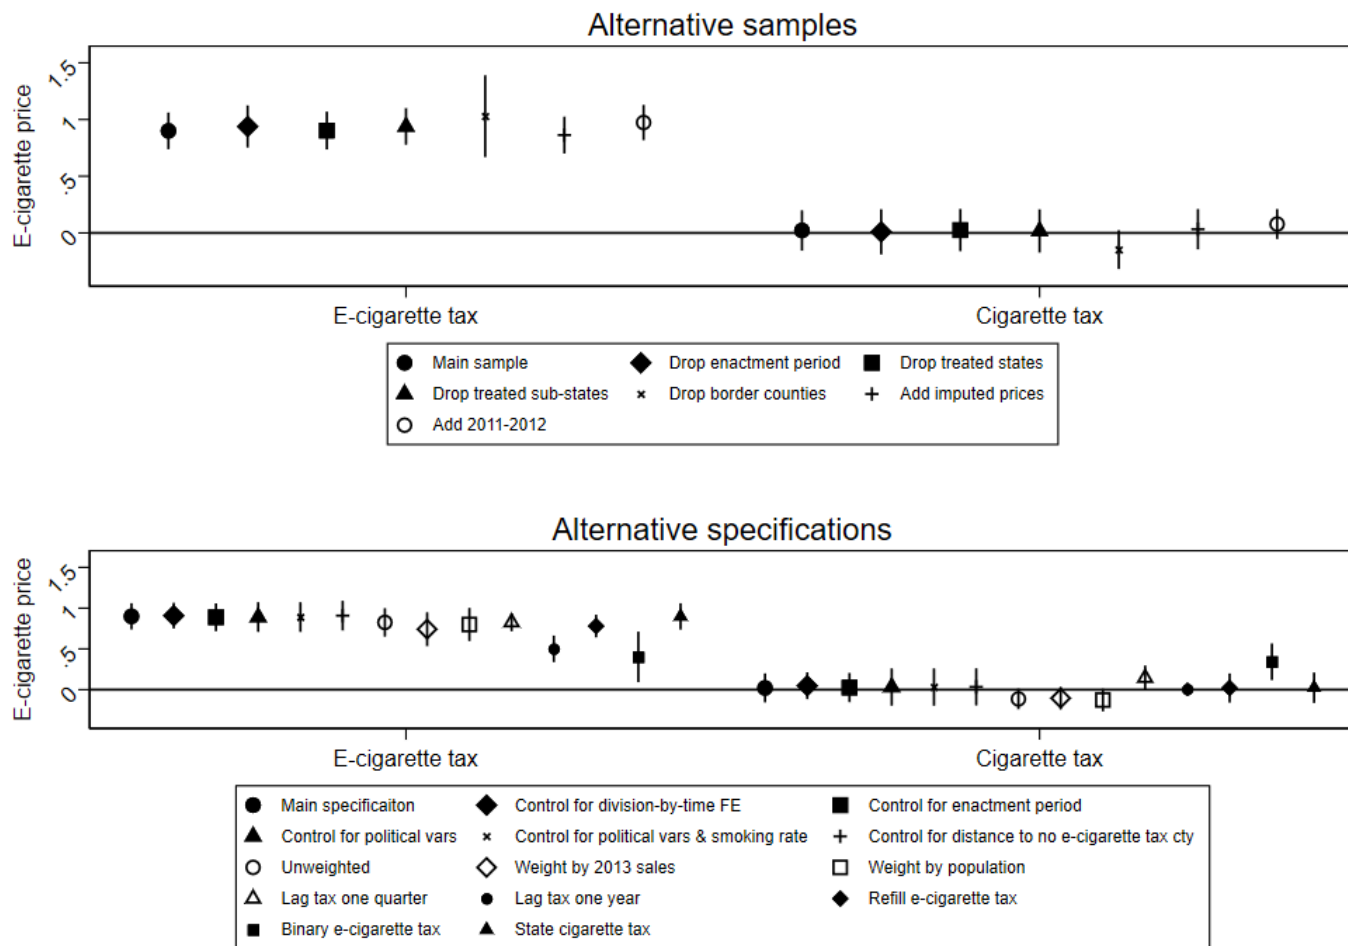 Alternative samples
E-cigarette price
1.5
1
.5
0
E-cigarette tax
Cigarette tax
Main sample
Drop enactment period
Drop treated states
Drop treated sub-states
Drop border counties
Add imputed prices
Add 2011-2012
Alternative specifications
E-cigarette price
1.5
1
.5
0
E-cigarette tax
Cigarette tax
Main specificaiton
Control for division-by-time FE
Control for enactment period
Control for political vars
Control for political vars & smoking rate
Control for distance to no e-cigarette tax cty
Unweighted
Weight by 2013 sales
Weight by population
Lag tax one quarter
Lag tax one year
Refill e-cigarette tax
Binary e-cigarette tax
State cigarette tax